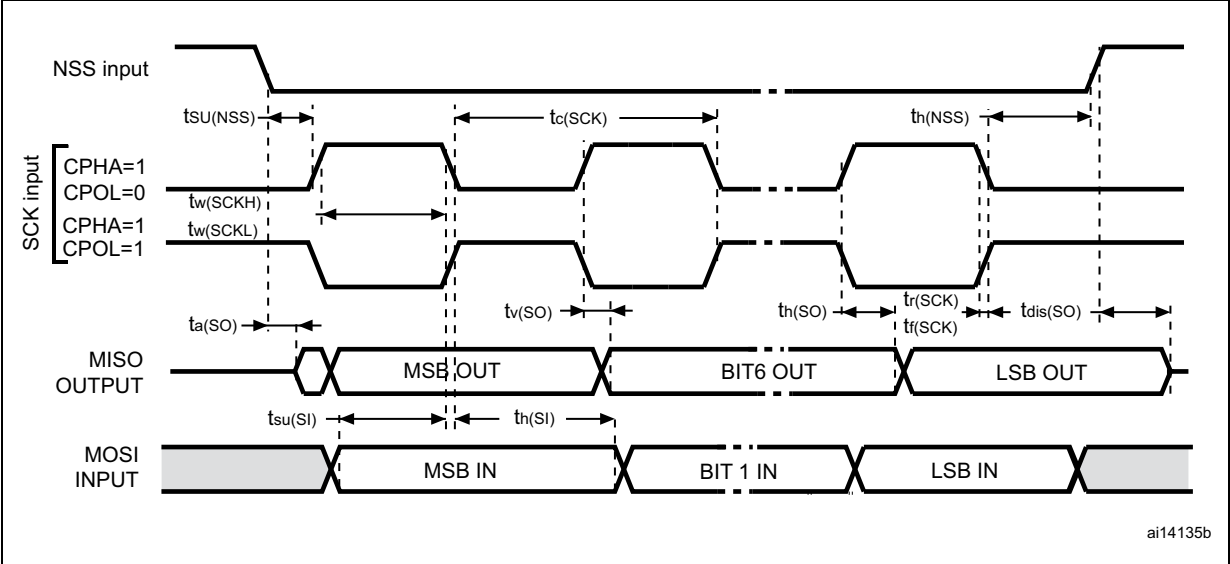 NSS input
tSU(NSS)
tc(SCK)
th(NSS)
SCK input
CPHA=1
CPOL=0
tw(SCKH)
CPHA=1
tw(SCKL)
CPOL=1
ta(SO)
tv(SO)
th(SO)
tr(SCK)
tf(SCK)
tdis(SO)
MISO
OUTPUT
MSB OUT
BIT6 OUT
LSB OUT
tsu(SI)
th(SI)
MOSI
INPUT
MSB IN
BIT 1 IN
LSB IN
ai14135b